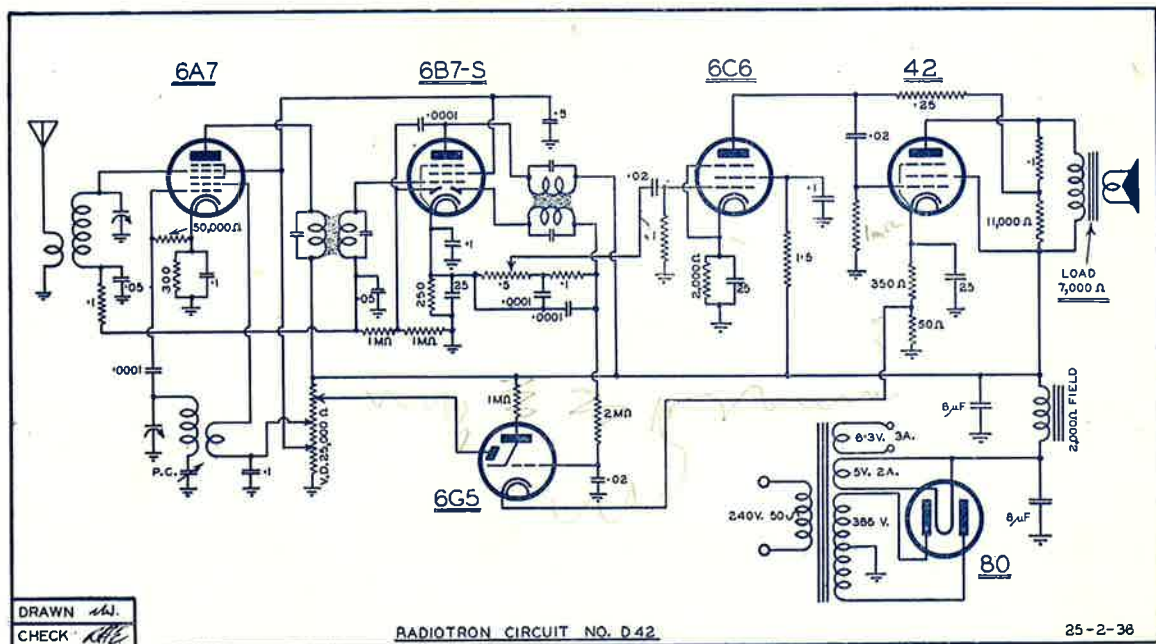 6A7
6B7-S
6C6
42
·0001
·5
·25
·02
·02
·1
·1
50,000Ω
300
·1
·05
·1
·05
250
·1
25
·5
·1
·0001
·0001
·1
2,000Ω
25
1·5
1MΩ
350Ω
25
50Ω
11,000Ω
LOAD
7,000Ω
1MΩ
1MΩ
·0001
P.C.
·1
V.D. 25,000Ω
1MΩ
2MΩ
·02
6G5
8μF
2,000Ω FIELD
6·3V. 3A.
5V. 2A.
240V. 50
385 V.
8μF
80
DRAWN
CHECK
RADIOTRON CIRCUIT NO. D42
25-2-36